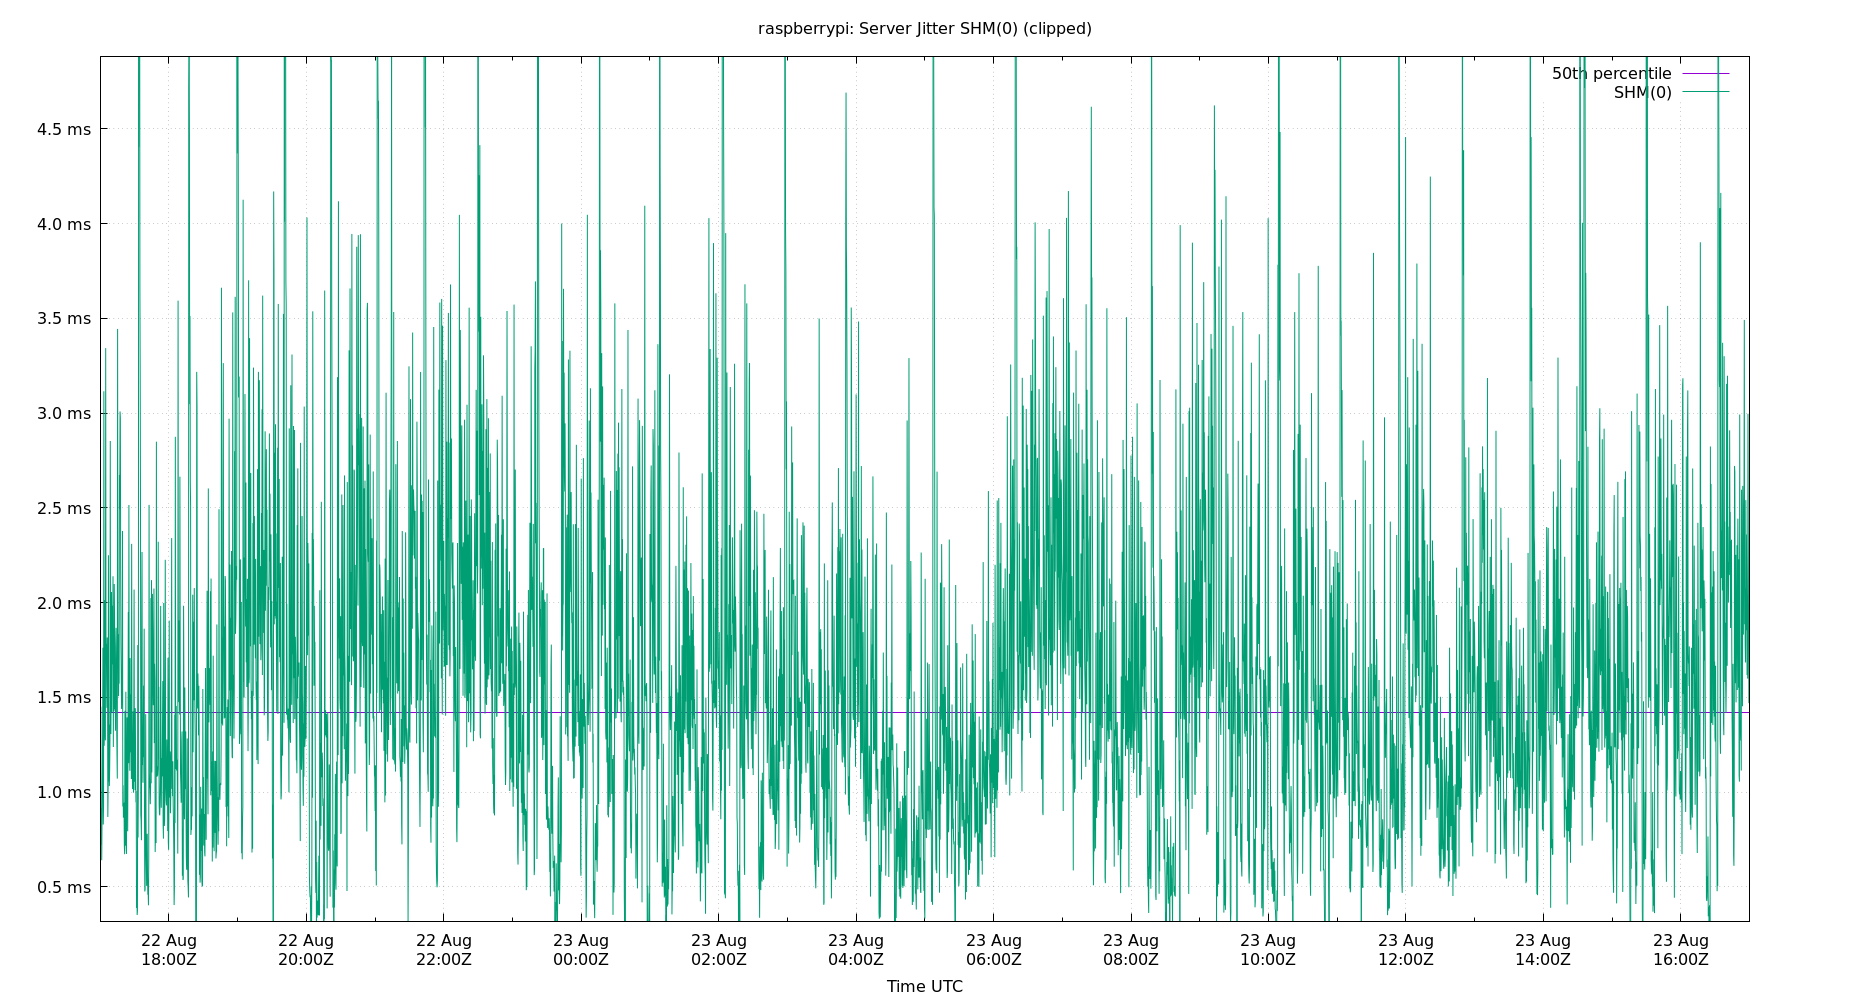 raspberrypi: Server Jitter SHM(0) (clipped)
50th percentile
SHM(0)
4.5 ms
4.0 ms
3.5 ms
3.0 ms
2.5 ms
2.0 ms
1.5 ms
1.0 ms
0.5 ms
22 Aug 22 Aug 22 Aug 23 Aug 23 Aug 23 Aug 23 Aug 23 Aug 23 Aug 23 Aug 23 Aug 23 Aug
18:00Z 20:00Z 22:00Z 00:00Z 02:00Z 04:00Z 06:00Z 08:00Z 10:00Z 12:00Z 14:00Z 16:00Z
Time UTC